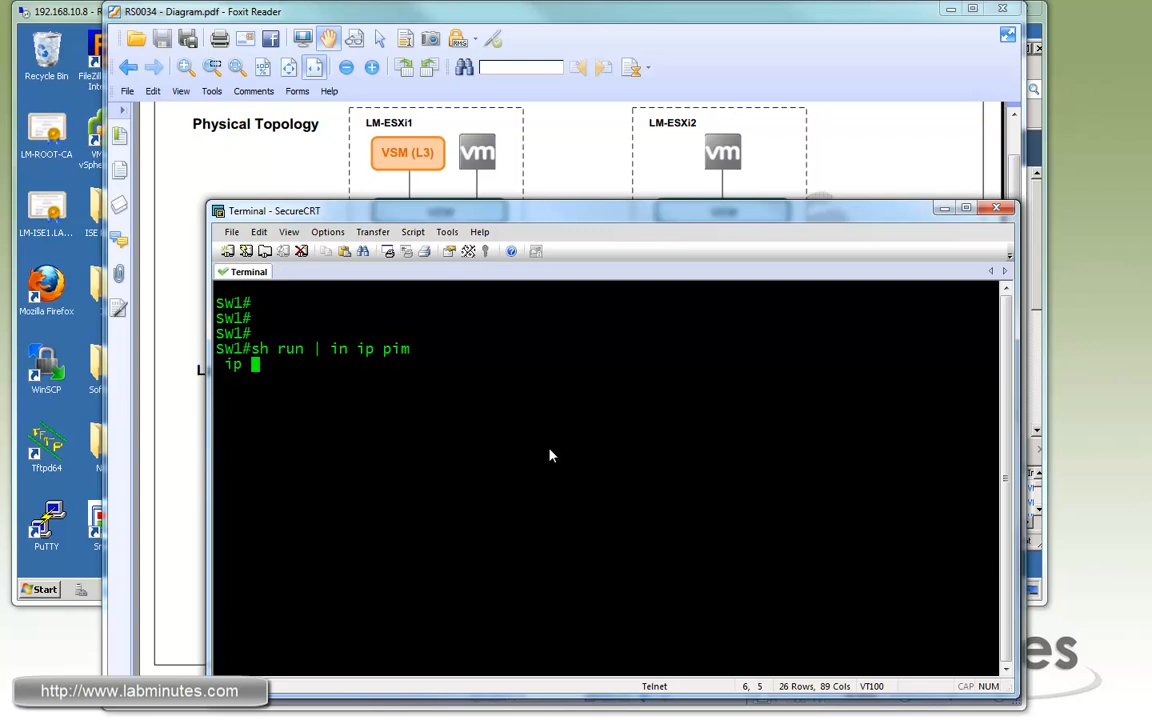 192.168.10.8 - R
RS0034 - Diagram.pdf - Foxit Reader
File Edit View Tools Comments Forms Help
Physical Topology
LM-ESXi1
LM-ESXi2
VSM (L3)
vm
vm
Recycle Bin
FileZil
LM-ROOT-CA
LM-ISE1.LA...
ISE
Mozilla Firefox
WinSCP
Tftpd64
PuTTY
Start
Terminal - SecureCRT
File Edit View Options Transfer Script Tools Help
Terminal
SW1#
SW1#
SW1#
SW1#sh run | in ip pim
ip
Telnet 6, 5 26 Rows, 89 Cols VT100 CAP NUM
http://www.labminutes.com
es